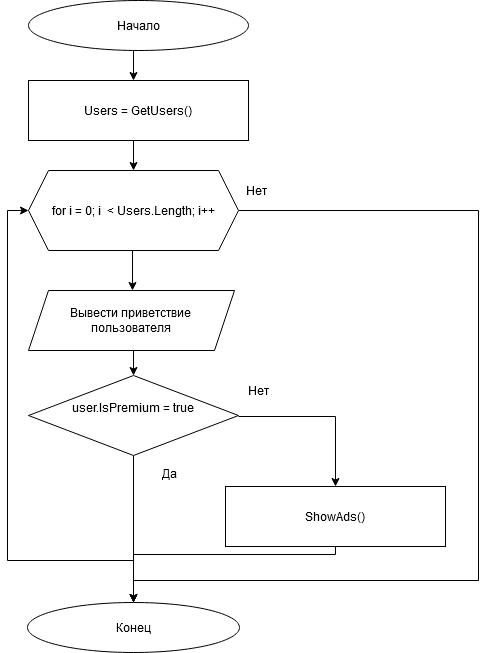 Начало
Users = GetUsers()
Нет
for i = 0; i < Users.Length; i++
Вывести приветствие
пользователя
Нет
user.IsPremium = true
Да
ShowAds()
Конец